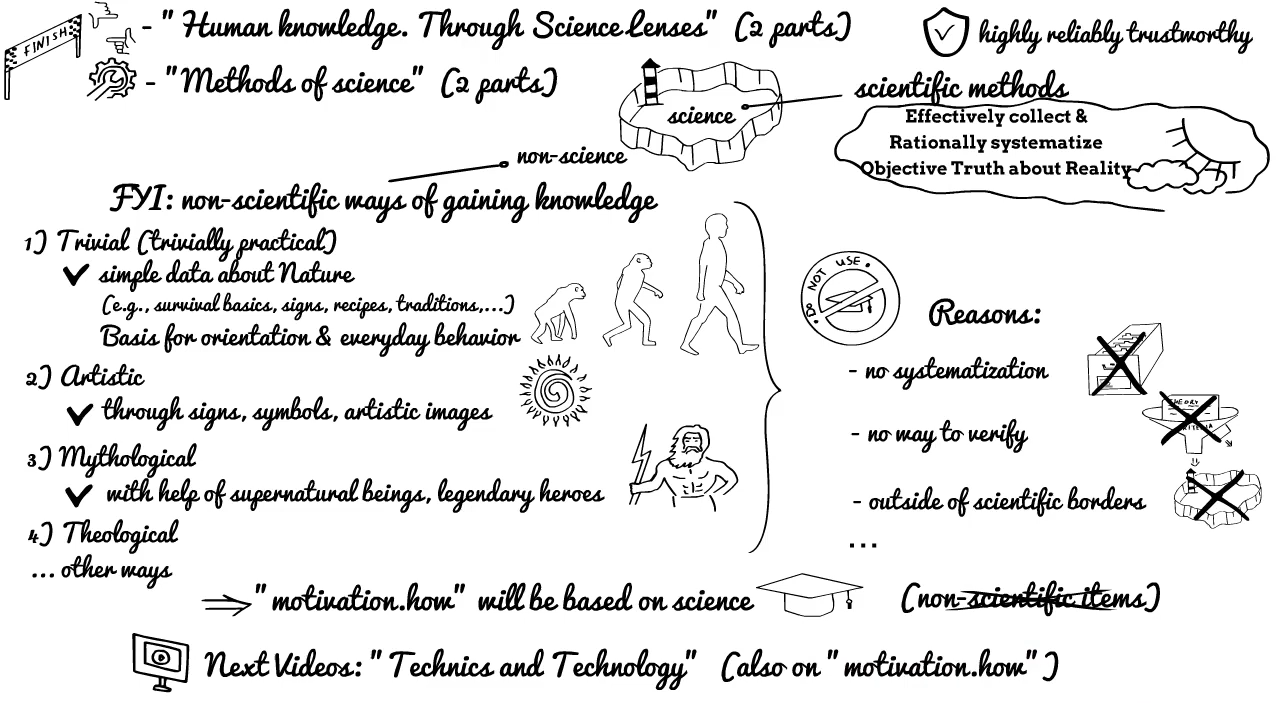 FINISH
- "Human knowledge. Through Science Lenses" (2 parts)
highly reliably trustworthy
- "Methods of science" (2 parts)
science
scientific methods
Effectively collect &
Rationally systematize
Objective Truth about Reality
non-science
FYI: non-scientific ways of gaining knowledge
1) Trivial (trivially practical)
simple data about Nature
(e.g., survival basics, signs, recipes, traditions,...)
Basis for orientation & everyday behavior
2) Artistic
through signs, symbols, artistic images
3) Mythological
with help of supernatural beings, legendary heroes
4) Theological
... other ways
DO NOT USE
Reasons:
- no systematization
- no way to verify
THEORY
- outside of scientific borders
...
"motivation.how" will be based on science
(non-scientific items)
Next Videos: "Technics and Technology" (also on "motivation.how")